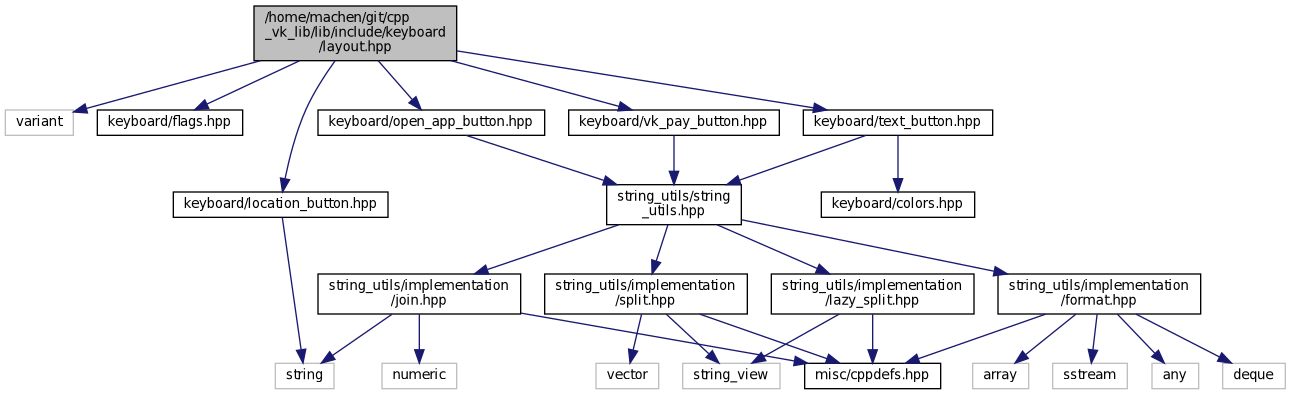 /home/machen/git/cpp
_vk_lib/lib/include/keyboard
/layout.hpp
variant
keyboard/flags.hpp
keyboard/open_app_button.hpp
keyboard/vk_pay_button.hpp
keyboard/text_button.hpp
keyboard/location_button.hpp
string_utils/string
_utils.hpp
keyboard/colors.hpp
string_utils/implementation
/join.hpp
string_utils/implementation
/split.hpp
string_utils/implementation
/lazy_split.hpp
string_utils/implementation
/format.hpp
string
numeric
vector
string_view
misc/cppdefs.hpp
array
sstream
any
deque